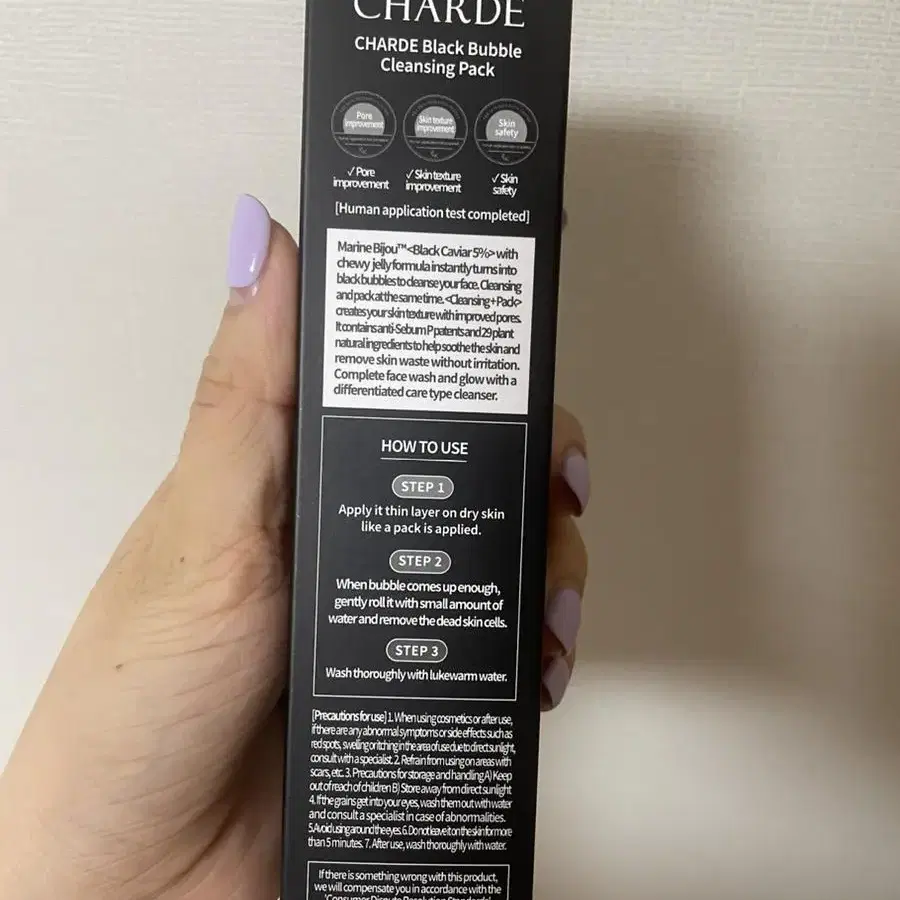 CHARDE
CHARDE Black Bubble
Cleansing Pack
Pore
improvement
Skin texture
improvement
Skin
safety
✓ Pore
improvement
✓ Skin texture
improvement
✓ Skin
safety
[Human application test completed]
Marine Bijou™ <Black Caviar 5%> with
chewy jelly formula instantly turns into
black bubbles to cleanse your face. Cleansing
and pack at the same time. <Cleansing+Pack>
creates your skin texture with improved pores.
It contains anti-Sebum P patents and 29 plant
natural ingredients to help soothe the skin and
remove skin waste without irritation.
Complete face wash and glow with a
differentiated care type cleanser.
HOW TO USE
STEP 1
Apply it thin layer on dry skin
like a pack is applied.
STEP 2
When bubble comes up enough,
gently roll it with small amount of
water and remove the dead skin cells.
STEP 3
Wash thoroughly with lukewarm water.
[Precautions for use] 1. When using cosmetics or after use,
if there are any abnormal symptoms or side effects such as
red spots, swelling or itching in the area of use due to direct sunlight,
consult with a specialist. 2. Refrain from using on areas with
scars, etc. 3. Precautions for storage and handling A) Keep
out of reach of children B) Store away from direct sunlight
4. If the grains get into your eyes, wash them out with water
and consult a specialist in case of abnormalities.
5. Avoid using around the eyes. 6. Do not leave it on the skin for more
than 5 minutes. 7. After use, wash thoroughly with water.
If there is something wrong with this product,
we will compensate you in accordance with the
'Consumer Dispute Resolution Standards'